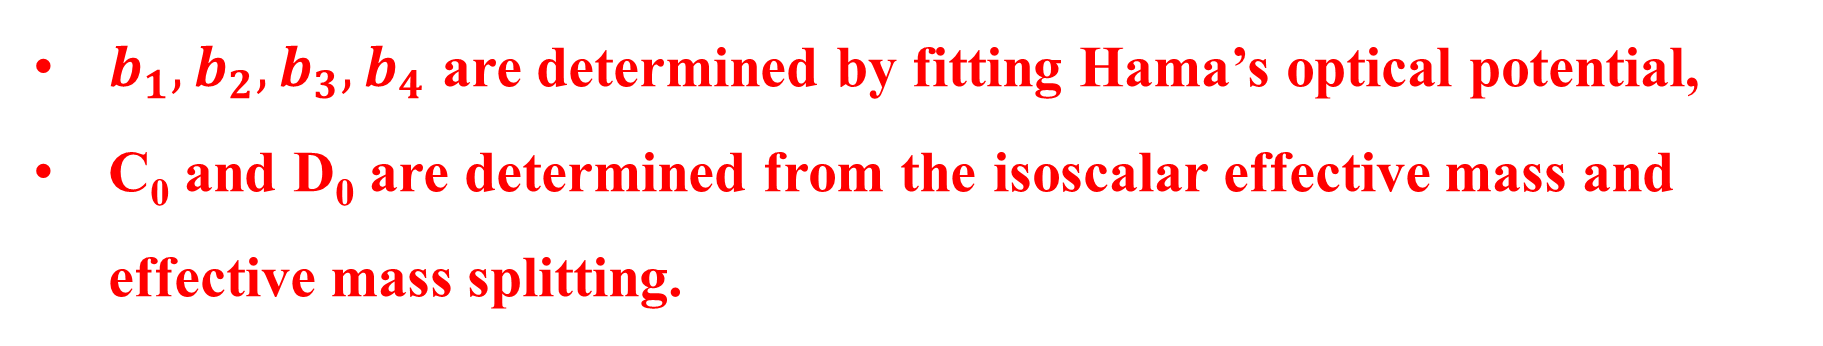 • b₁, b₂, b₃, b₄ are determined by fitting Hama’s optical potential,
• C₀ and D₀ are determined from the isoscalar effective mass and
effective mass splitting.